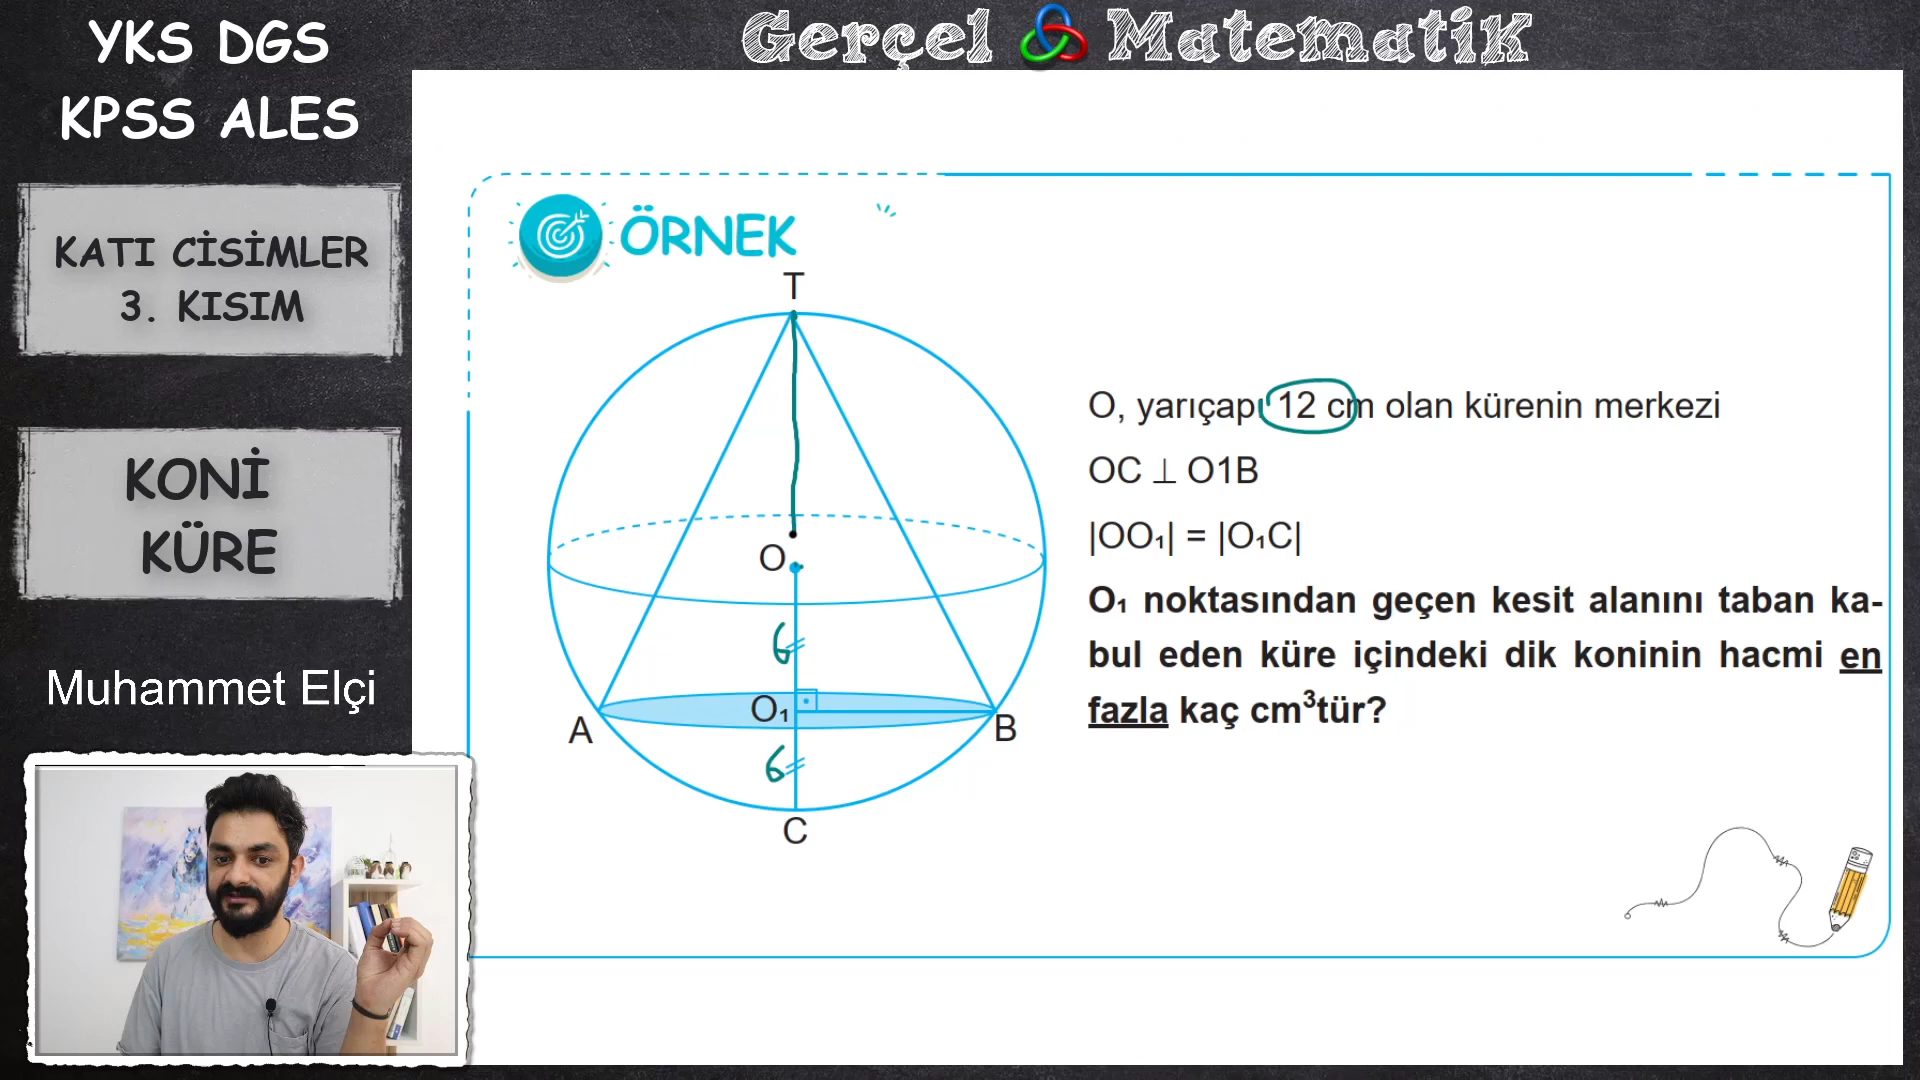 YKS DGS
KPSS ALES
Gerçel Matematik
KATI CİSİMLER
3. KISIM
KONİ
KÜRE
Muhammet Elçi
ÖRNEK
T
O
6
O₁
A
B
6
C
O, yarıçapı 12 cm olan kürenin merkezi
OC ⊥ O1B
|OO₁| = |O₁C|
O₁ noktasından geçen kesit alanını taban ka-
bul eden küre içindeki dik koninin hacmi en
fazla kaç cm³tür?